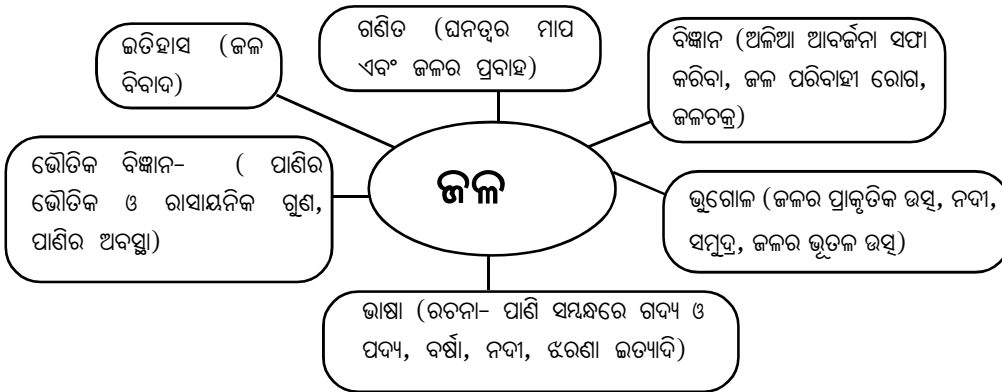 ଇତିହାସ (ଜଳ
ବିବାଦ)
ଗଣିତ (ଘନତ୍ୱର ମାପ
ଏବଂ ଜଳର ପ୍ରବାହ)
ବିଜ୍ଞାନ (ଅଳିଆ ଆବର୍ଜନା ସଫା
କରିବା, ଜଳ ପରିବାହୀ ରୋଗ,
ଜଳଚକ୍ର)
ଭୌତିକ ବିଜ୍ଞାନ- ( ପାଣିର
ଭୌତିକ ଓ ରାସାୟନିକ ଗୁଣ,
ପାଣିର ଅବସ୍ଥା)
ଜଳ
ଭୁଗୋଳ (ଜଳର ପ୍ରାକୃତିକ ଉତ୍ସ, ନଦୀ,
ସମୁଦ୍ର, ଜଳର ଭୂତଳ ଉତ୍ସ)
ଭାଷା (ରଚନା- ପାଣି ସମ୍ବନ୍ଧରେ ଗଦ୍ୟ ଓ
ପଦ୍ୟ, ବର୍ଷା, ନଦୀ, ଝରଣା ଇତ୍ୟାଦି)